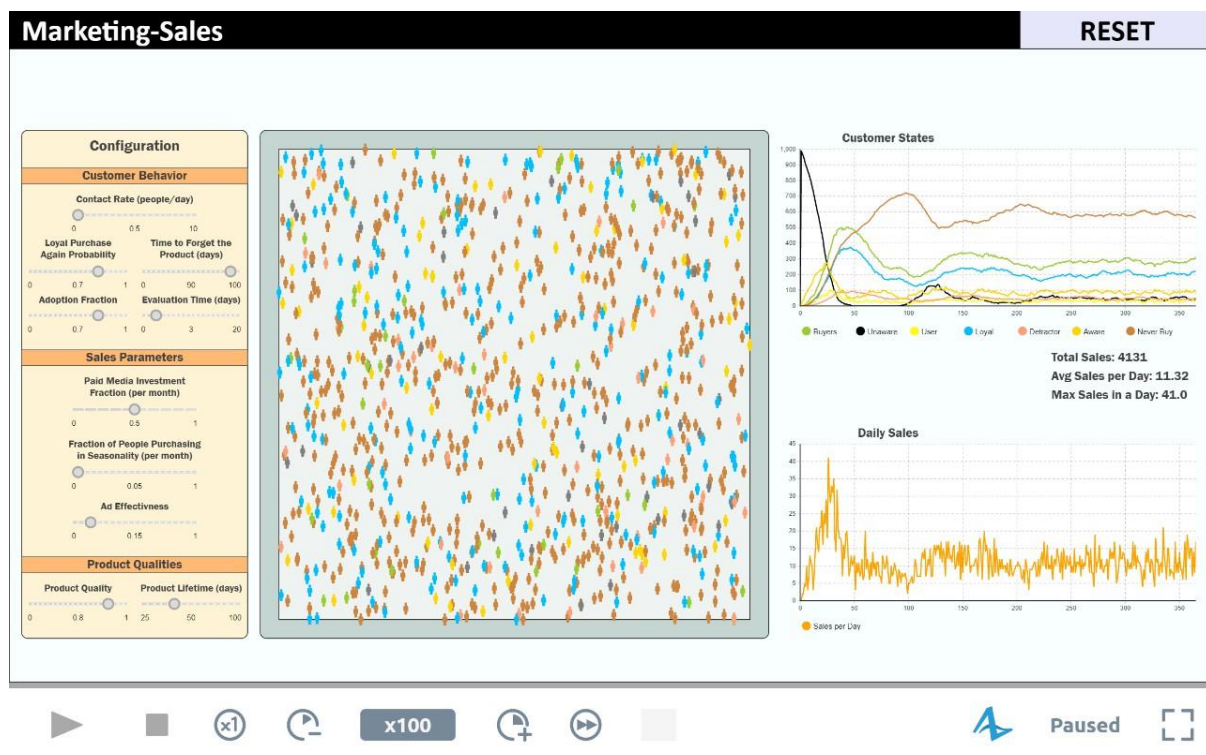 Marketing-Sales
RESET
Configuration
Customer Behavior
Contact Rate (people/day)
0 0.5 10
Loyal Purchase
Again Probability
Time to Forget the
Product (days)
0 0.7 1
0 90 100
Adoption Fraction
Evaluation Time (days)
0 0.7 1
0 3 20
Sales Parameters
Paid Media Investment
Fraction (per month)
0 0.5 1
Fraction of People Purchasing
in Seasonality (per month)
0 0.05 1
Ad Effectivness
0 0.15 1
Product Qualities
Product Quality
Product Lifetime (days)
0 0.8 1
25 50 100
Customer States
1,000
900
800
700
600
500
400
300
200
100
0
0 50 100 150 200 250 300 350
Buyers Unaware User Loyal Detractor Aware Never Buy
Total Sales: 4131
Avg Sales per Day: 11.32
Max Sales in a Day: 41.0
Daily Sales
45
40
35
30
25
20
15
10
5
0
0 50 100 150 200 250 300 350
Sales per Day
x1
x100
Paused